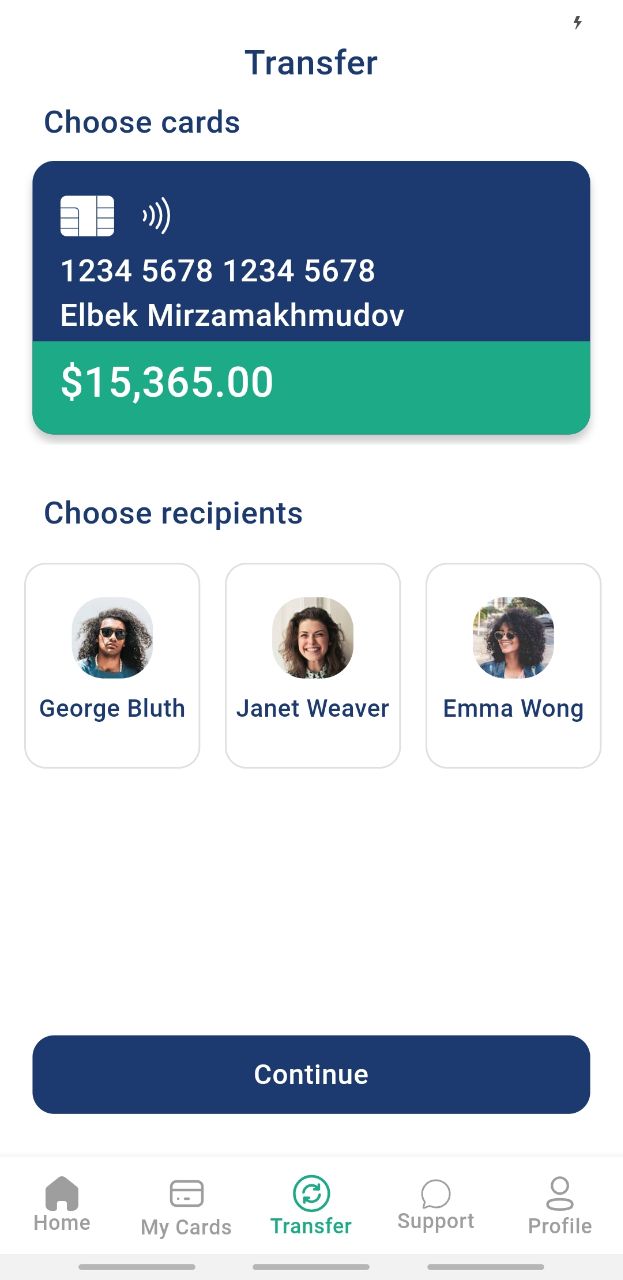 Transfer
Choose cards
1234 5678 1234 5678
Elbek Mirzamakhmudov
$15,365.00
Choose recipients
George Bluth
Janet Weaver
Emma Wong
Continue
Home
My Cards
Transfer
Support
Profile